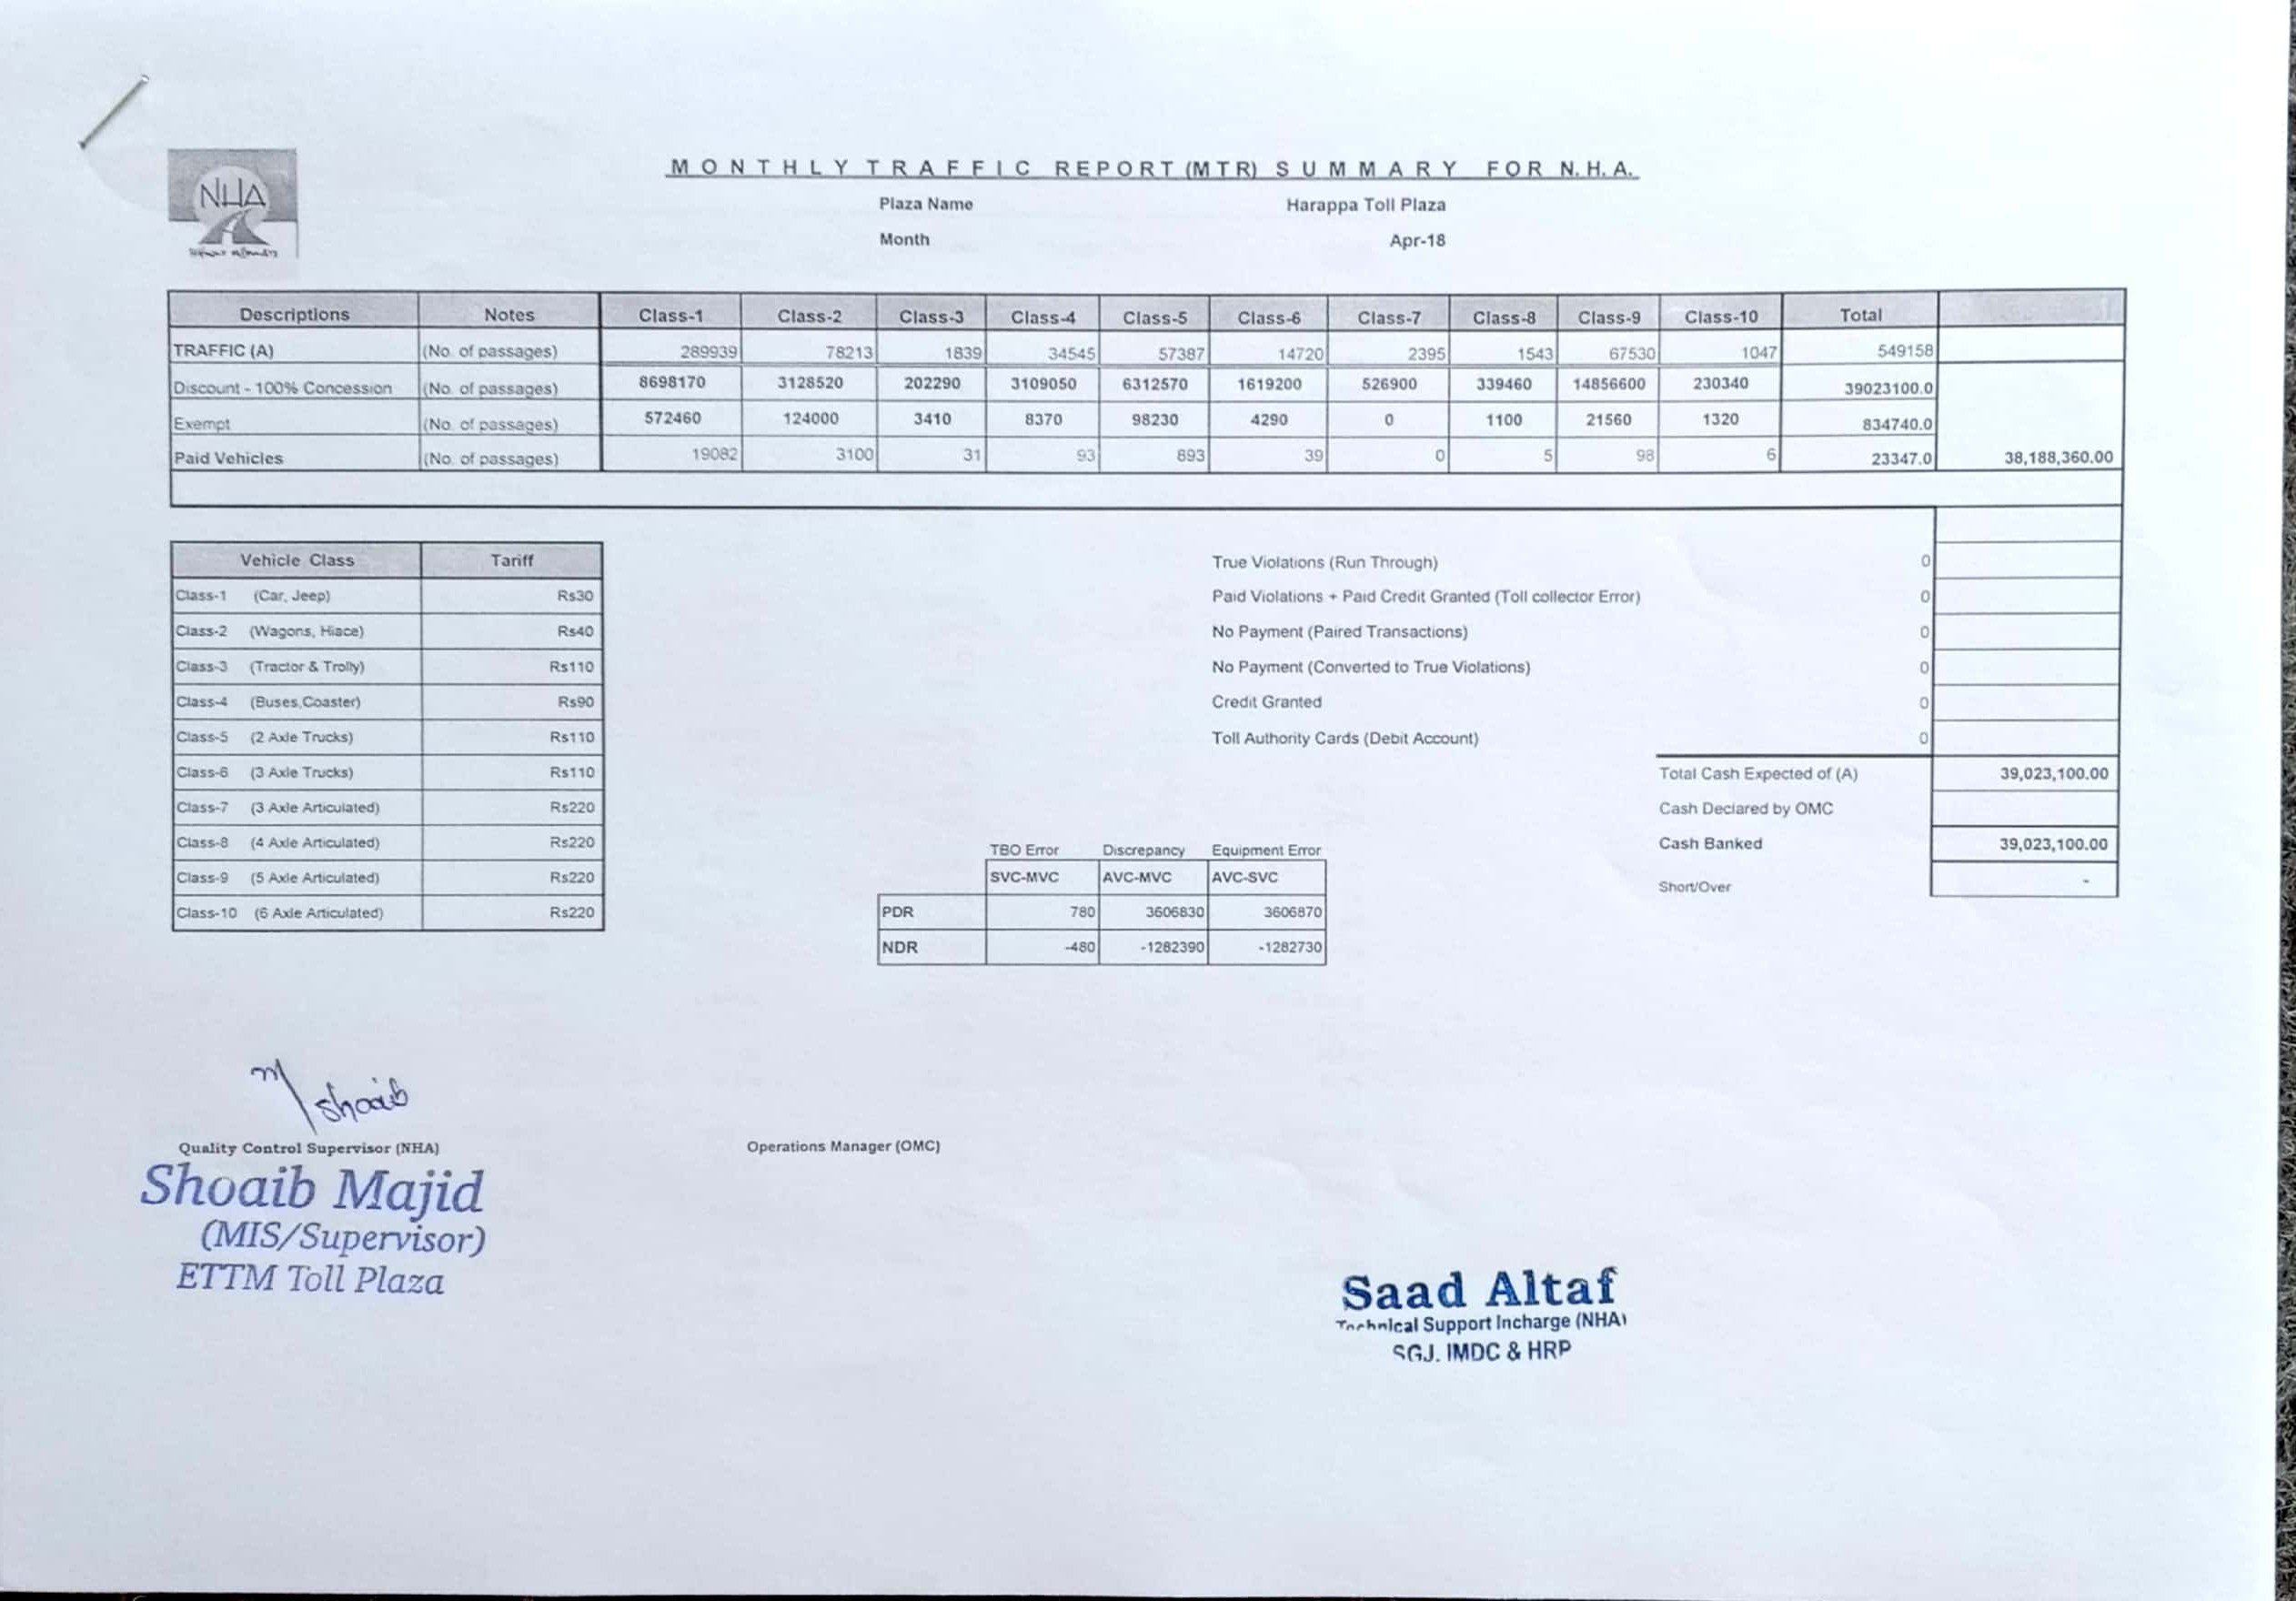 NHA
MONTHLY TRAFFIC REPORT (MTR) SUMMARY FOR N.H.A.
Plaza Name Harappa Toll Plaza
Month Apr-18
Descriptions Notes Class-1 Class-2 Class-3 Class-4 Class-5 Class-6 Class-7 Class-8 Class-9 Class-10 Total
TRAFFIC (A) (No. of passages) 289939 78213 1839 34545 57387 14720 2395 1543 67530 1047 549158
Discount - 100% Concession (No. of passages) 8698170 3128520 202290 3109050 6312570 1619200 526900 339460 14856600 230340 39023100.0
Exempt (No. of passages) 572460 124000 3410 8370 98230 4290 0 1100 21560 1320 834740.0
Paid Vehicles (No. of passages) 19082 3100 31 93 893 39 0 5 98 6 23347.0 38,188,360.00
Vehicle Class Tariff
Class-1 (Car, Jeep) Rs30
Class-2 (Wagons, Hiace) Rs40
Class-3 (Tractor & Trolly) Rs110
Class-4 (Buses,Coaster) Rs90
Class-5 (2 Axle Trucks) Rs110
Class-6 (3 Axle Trucks) Rs110
Class-7 (3 Axle Articulated) Rs220
Class-8 (4 Axle Articulated) Rs220
Class-9 (5 Axle Articulated) Rs220
Class-10 (6 Axle Articulated) Rs220
True Violations (Run Through) 0
Paid Violations + Paid Credit Granted (Toll collector Error) 0
No Payment (Paired Transactions) 0
No Payment (Converted to True Violations) 0
Credit Granted 0
Toll Authority Cards (Debit Account) 0
Total Cash Expected of (A) 39,023,100.00
Cash Declared by OMC
Cash Banked 39,023,100.00
Short/Over -
TBO Error Discrepancy Equipment Error
SVC-MVC AVC-MVC AVC-SVC
PDR 780 3606830 3606870
NDR -480 -1282390 -1282730
M Shoaib
Quality Control Supervisor (NHA)
Operations Manager (OMC)
Shoaib Majid
(MIS/Supervisor)
ETTM Toll Plaza
Saad Altaf
Technical Support Incharge (NHA)
SGJ. IMDC & HRP